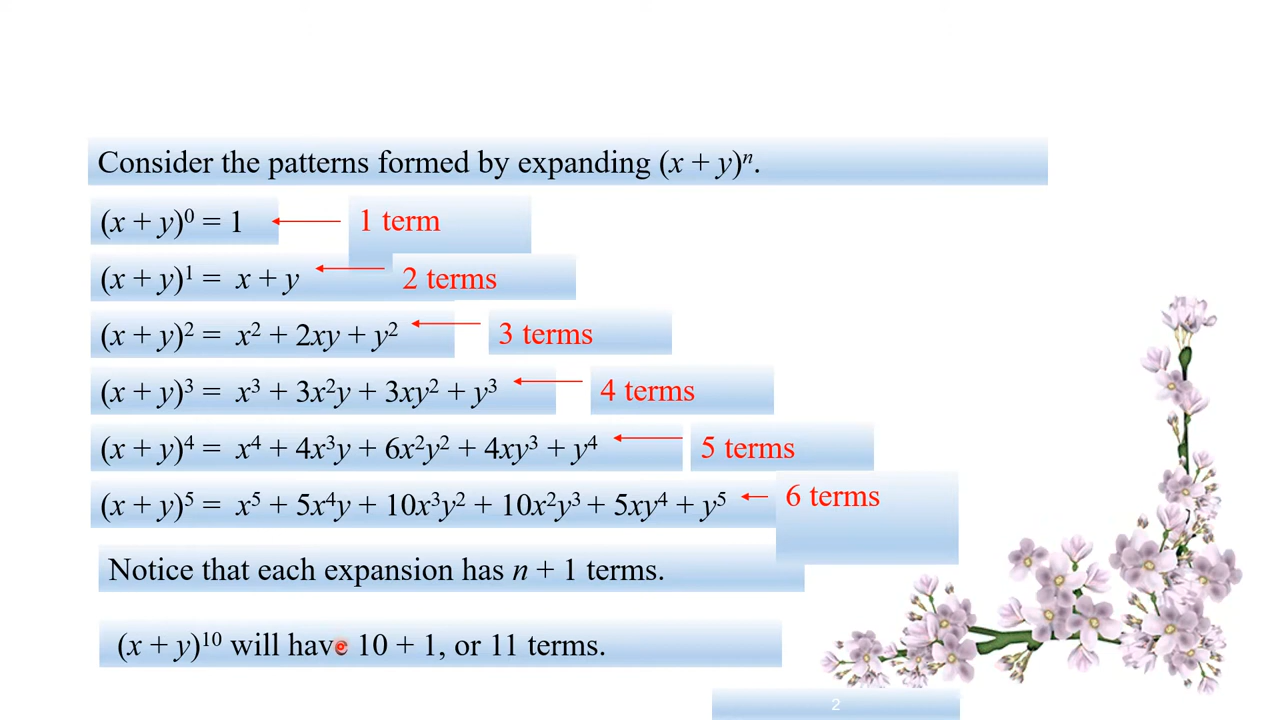 Consider the patterns formed by expanding (x + y)ⁿ.
(x + y)⁰ = 1 1 term
(x + y)¹ = x + y 2 terms
(x + y)² = x² + 2xy + y² 3 terms
(x + y)³ = x³ + 3x²y + 3xy² + y³ 4 terms
(x + y)⁴ = x⁴ + 4x³y + 6x²y² + 4xy³ + y⁴ 5 terms
(x + y)⁵ = x⁵ + 5x⁴y + 10x³y² + 10x²y³ + 5xy⁴ + y⁵ 6 terms
Notice that each expansion has n + 1 terms.
(x + y)¹⁰ will have 10 + 1, or 11 terms.
2